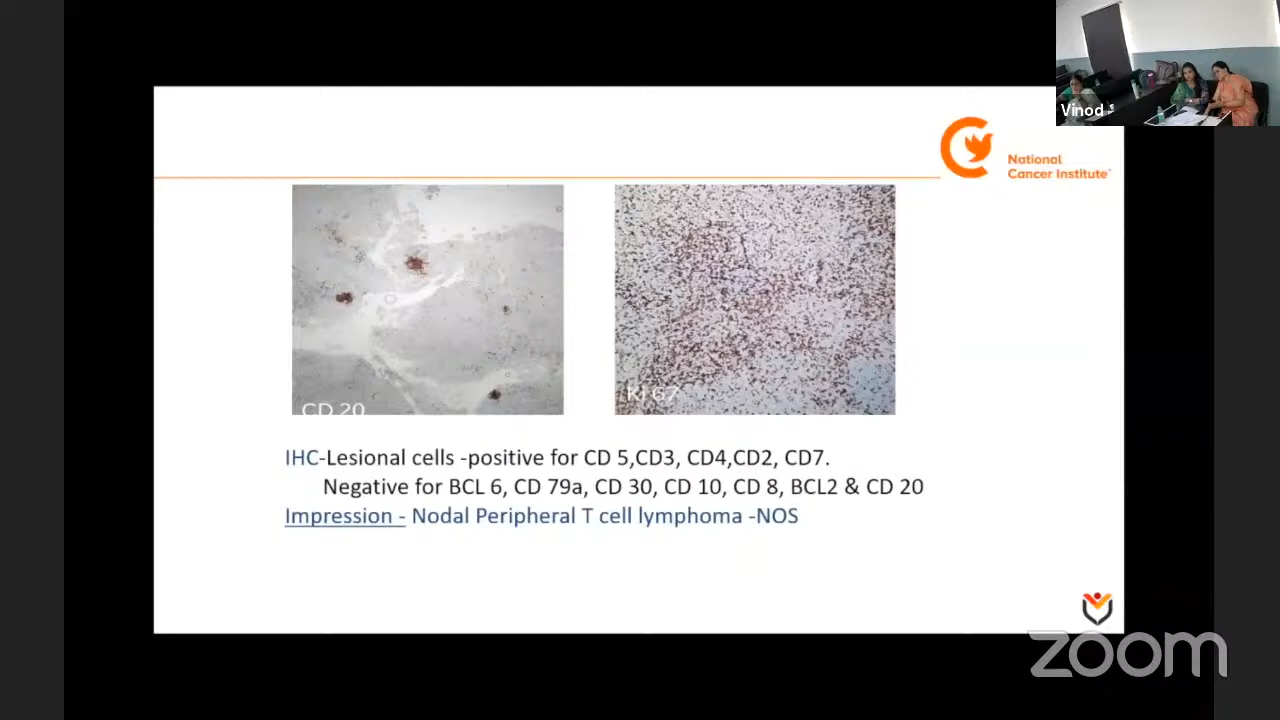 Vinod
National
Cancer Institute
CD 20
Ki 67
IHC-Lesional cells -positive for CD 5,CD3, CD4,CD2, CD7.
Negative for BCL 6, CD 79a, CD 30, CD 10, CD 8, BCL2 & CD 20
Impression - Nodal Peripheral T cell lymphoma -NOS
zoom